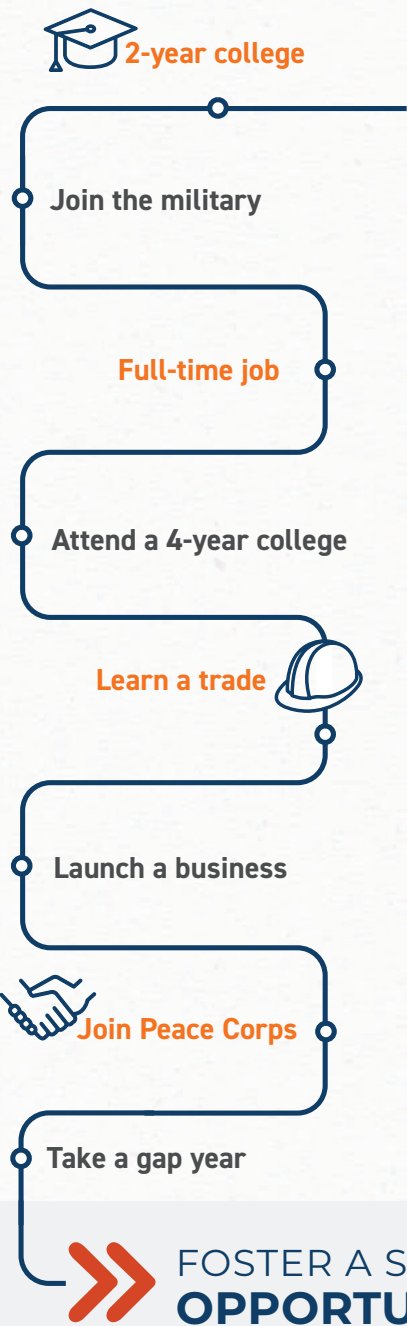 2-year college
Join the military
Full-time job
Attend a 4-year college
Learn a trade
Launch a business
Join Peace Corps
Take a gap year
FOSTER A